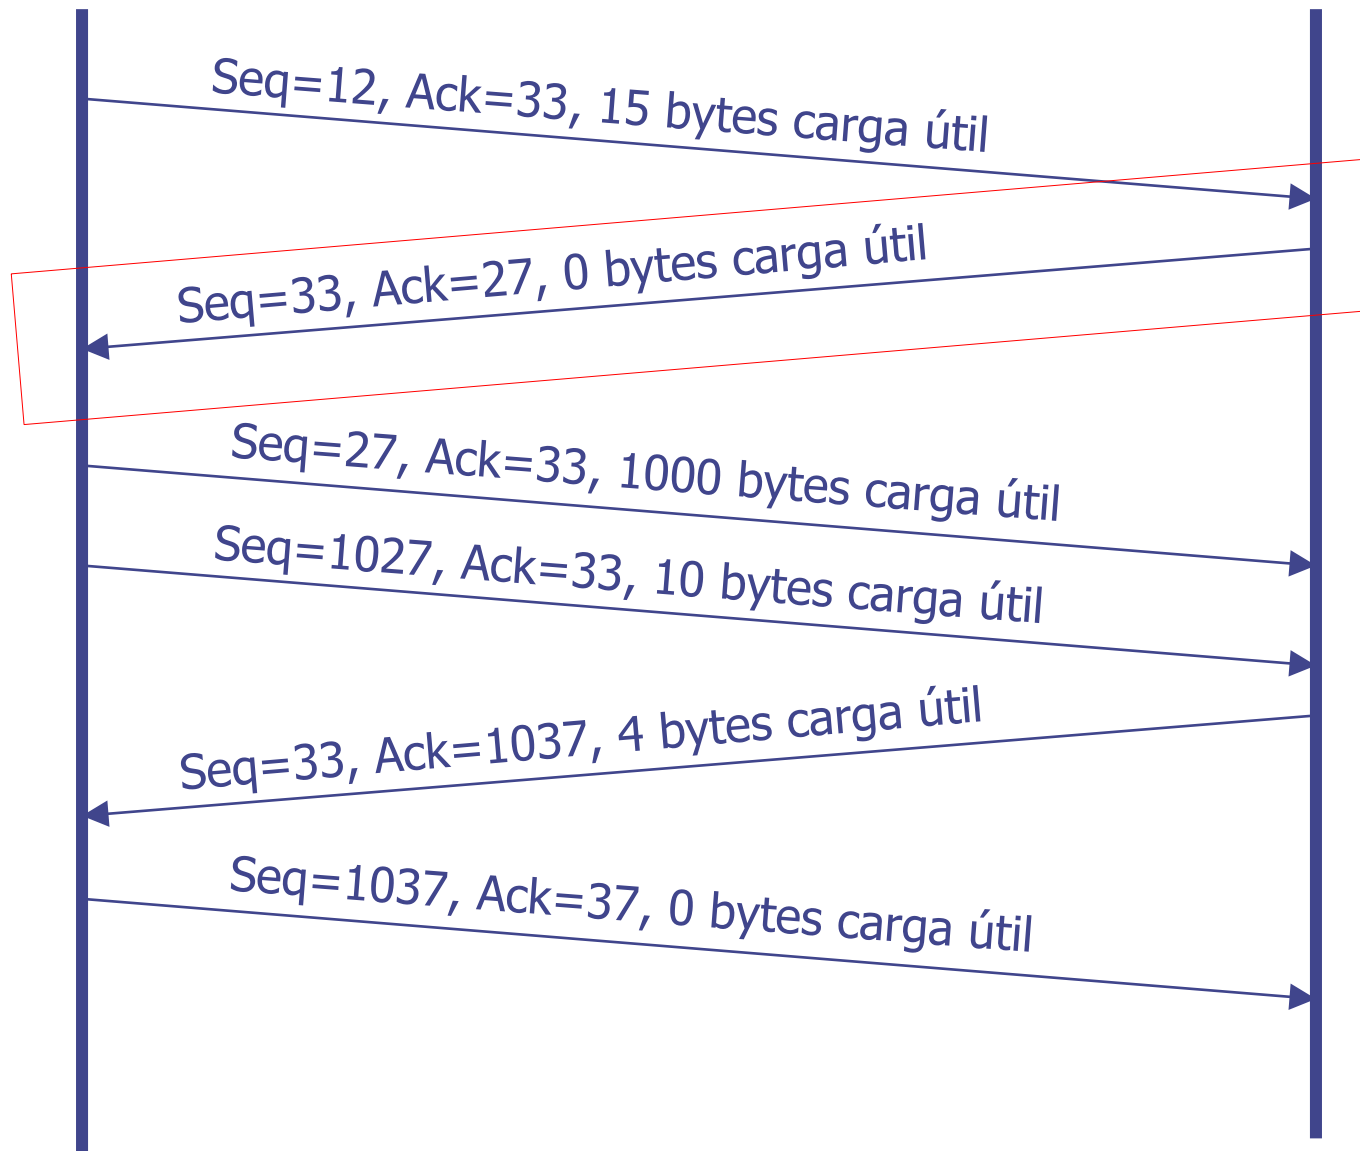 Seq=12, Ack=33, 15 bytes carga útil
Seq=33, Ack=27, 0 bytes carga útil
Seq=27, Ack=33, 1000 bytes carga útil
Seq=1027, Ack=33, 10 bytes carga útil
Seq=33, Ack=1037, 4 bytes carga útil
Seq=1037, Ack=37, 0 bytes carga útil